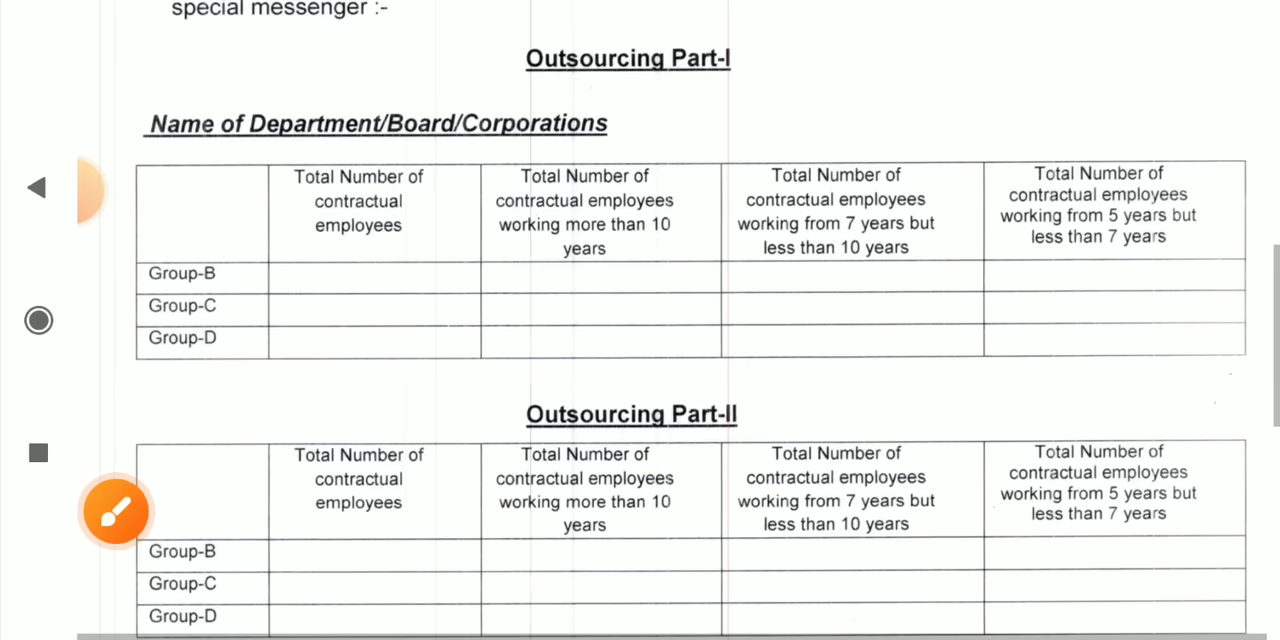 special messenger :-
Outsourcing Part-I
Name of Department/Board/Corporations
Total Number of contractual employees
Total Number of contractual employees working more than 10 years
Total Number of contractual employees working from 7 years but less than 10 years
Total Number of contractual employees working from 5 years but less than 7 years
Group-B
Group-C
Group-D
Outsourcing Part-II
Total Number of contractual employees
Total Number of contractual employees working more than 10 years
Total Number of contractual employees working from 7 years but less than 10 years
Total Number of contractual employees working from 5 years but less than 7 years
Group-B
Group-C
Group-D